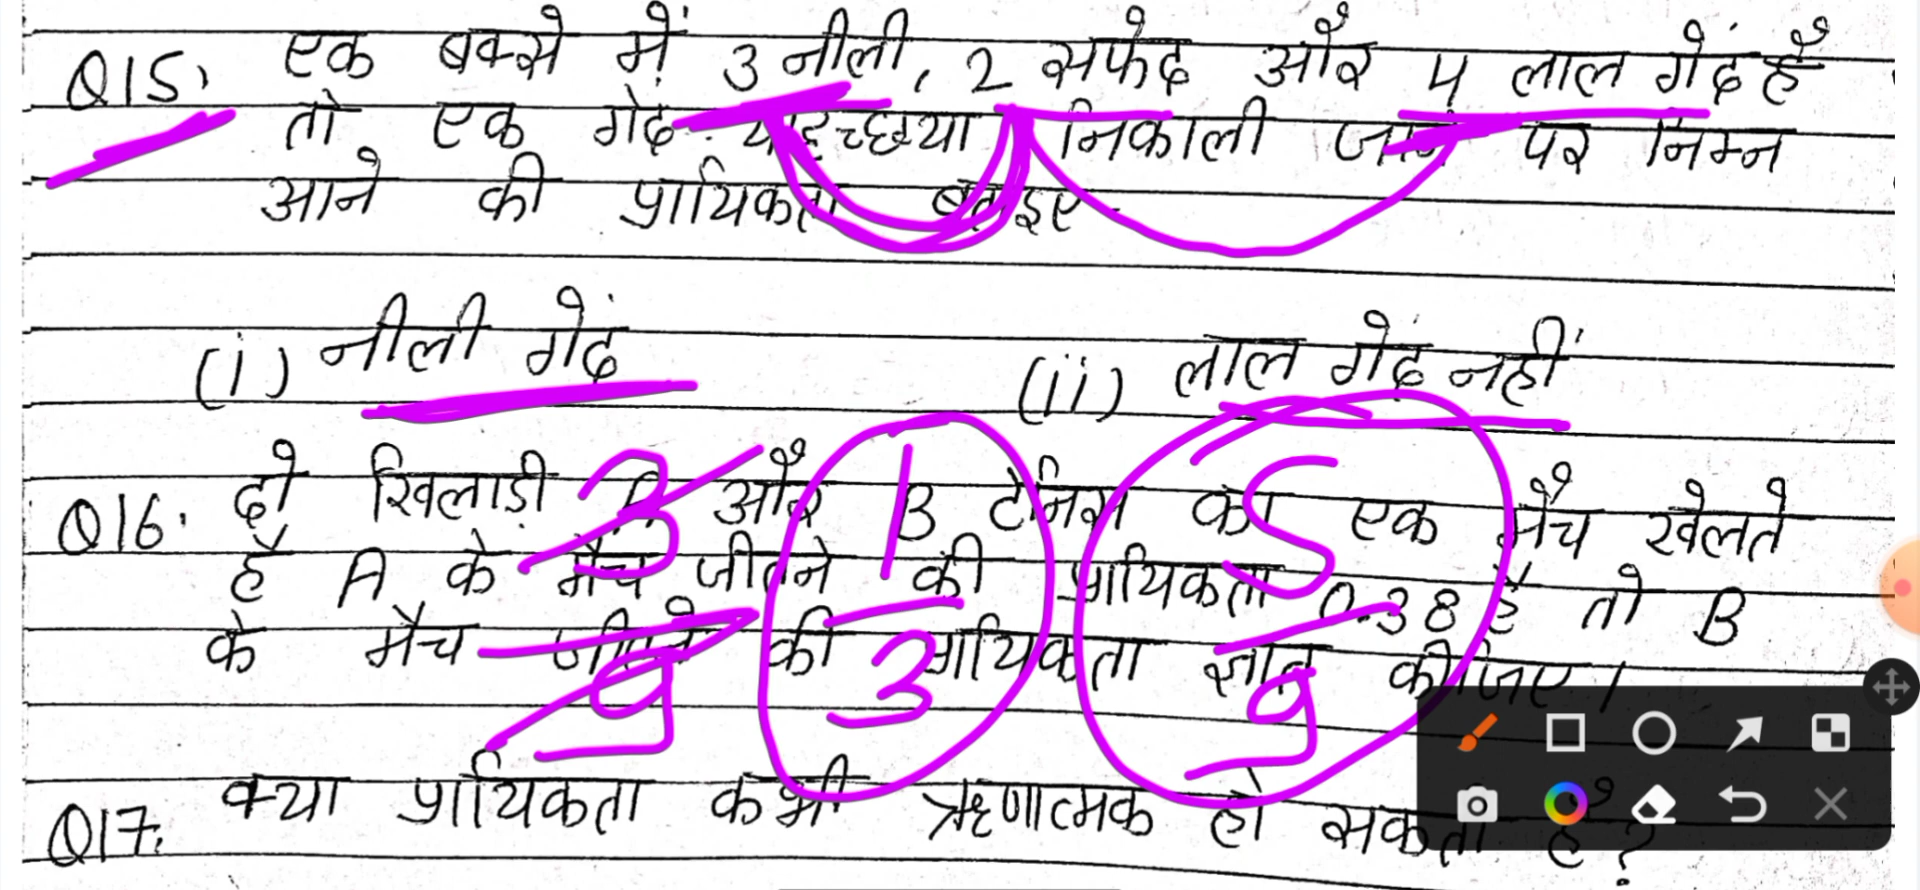 Q15. एक बक्से में 3 नीली, 2 सफेद और 4 लाल गेंद हैं
तो एक गेंद यादृच्छया निकाली जाने पर निम्न
आने की प्रायिकता बताइए-
(i) नीली गेंद (ii) लाल गेंद नहीं
3/9 1/3 5/9
Q16. दो खिलाड़ी A और B टेनिस का एक मैच खेलते
है A के मैच जीतने की प्रायिकता 0.38 है तो B
के मैच जीतने की प्रायिकता ज्ञात कीजिए।
Q17. क्या प्रायिकता कभी ऋणात्मक हो सकती है ?